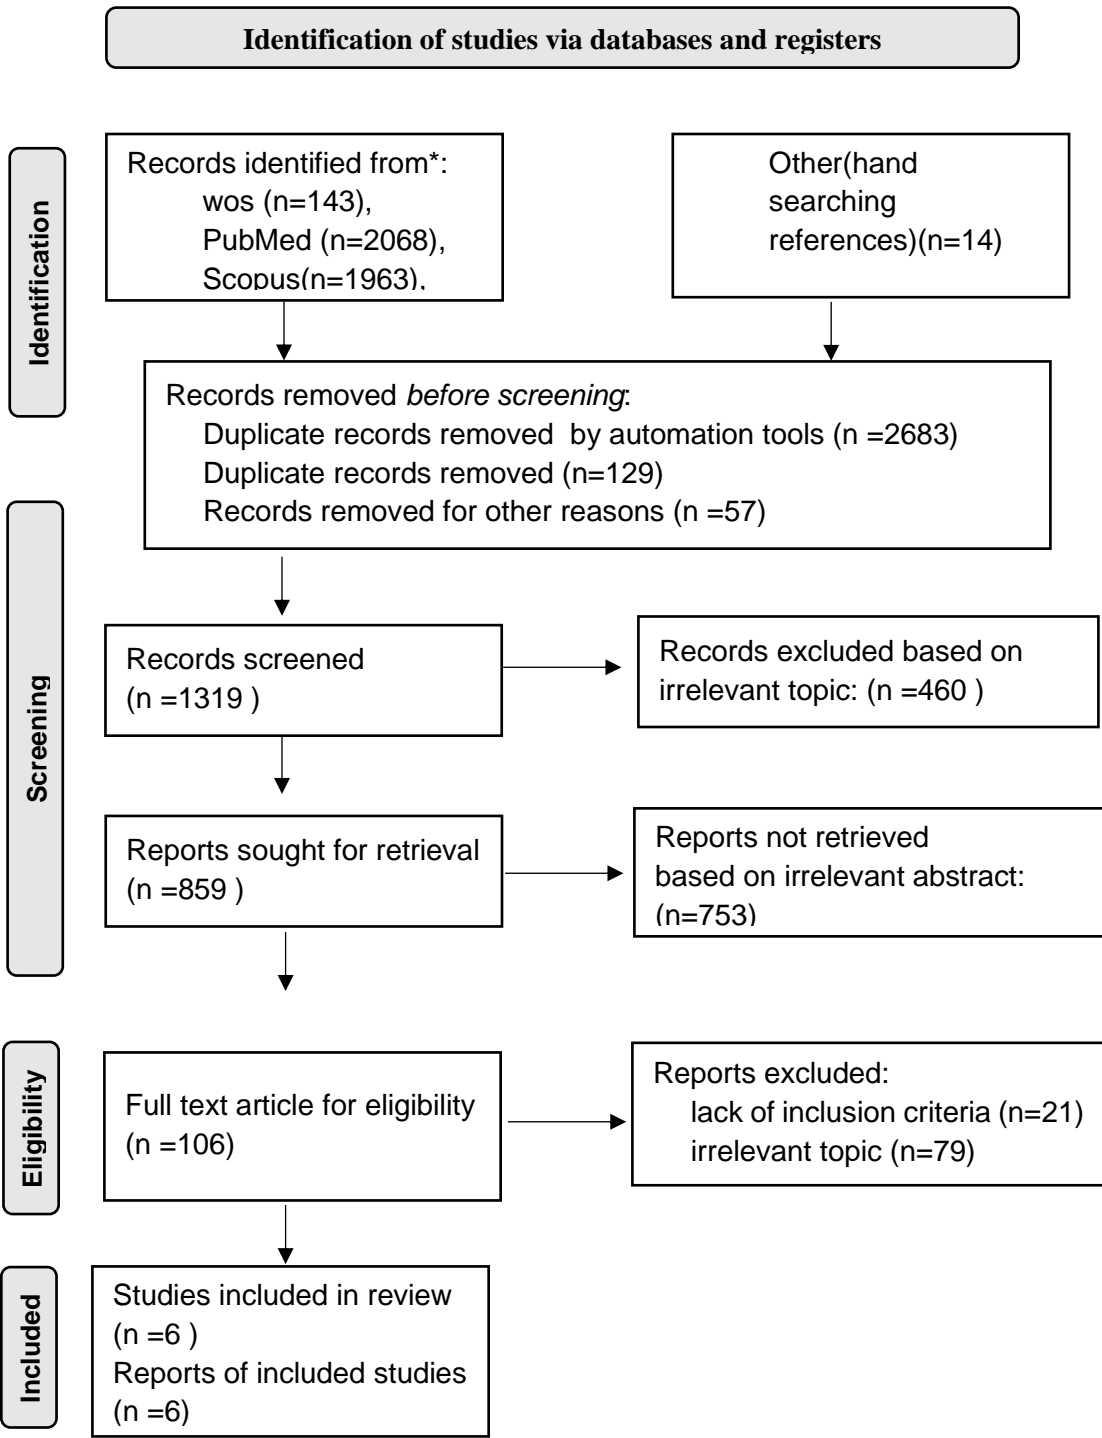 Identification of studies via databases and registers
Identification
Records identified from*:
wos (n=143),
PubMed (n=2068),
Scopus(n=1963),
Other(hand
searching
references)(n=14)
Records removed before screening:
Duplicate records removed  by automation tools (n =2683)
Duplicate records removed (n=129)
Records removed for other reasons (n =57)
Screening
Records screened
(n =1319 )
Records excluded based on
irrelevant topic: (n =460 )
Reports sought for retrieval
(n =859 )
Reports not retrieved
based on irrelevant abstract:
(n=753)
Eligibility
Full text article for eligibility
(n =106)
Reports excluded:
lack of inclusion criteria (n=21)
irrelevant topic (n=79)
Included
Studies included in review
(n =6 )
Reports of included studies
(n =6)